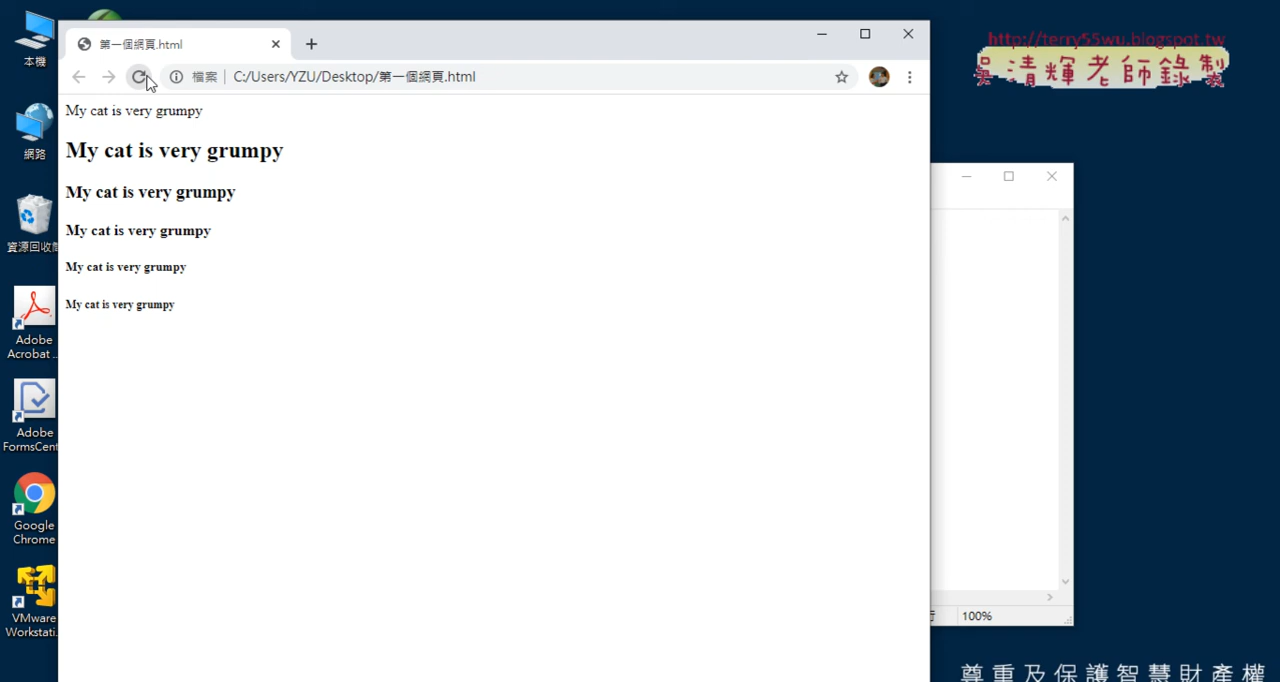 第一個網頁.html
檔案
C:/Users/YZU/Desktop/第一個網頁.html
My cat is very grumpy
My cat is very grumpy
My cat is very grumpy
My cat is very grumpy
My cat is very grumpy
My cat is very grumpy
本機
網路
資源回收
Adobe
Acrobat ...
Adobe
FormsCent
Google
Chrome
VMware
Workstati...
http://terry55wu.blogspot.tw
吳清輝老師錄製
100%
尊重及保護智慧財產權